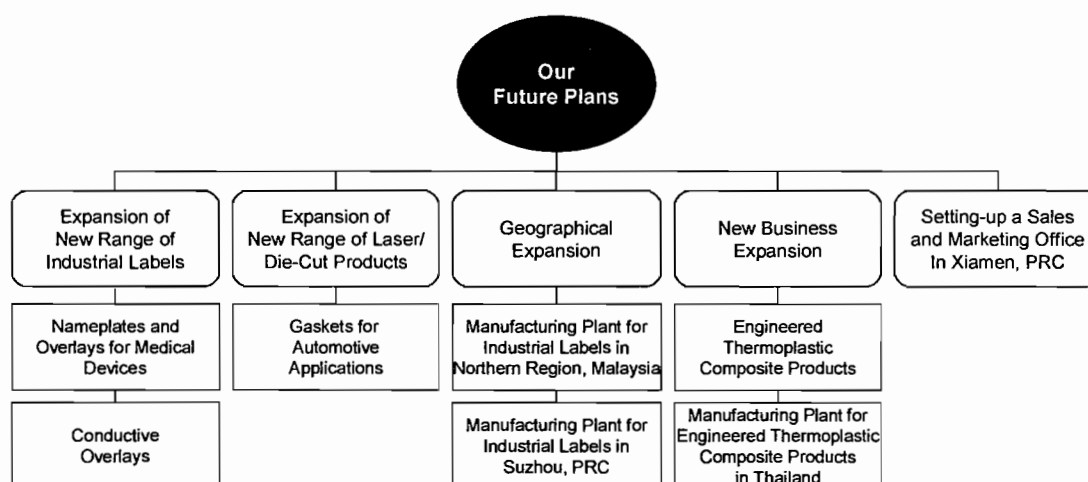 Our
Future Plans
Expansion of
New Range of
Industrial Labels
Expansion of
New Range of Laser/
Die-Cut Products
Geographical
Expansion
New Business
Expansion
Setting-up a Sales
and Marketing Office
In Xiamen, PRC
Nameplates and
Overlays for Medical
Devices
Gaskets for
Automotive
Applications
Manufacturing Plant for
Industrial Labels in
Northern Region, Malaysia
Engineered
Thermoplastic
Composite Products
Conductive
Overlays
Manufacturing Plant for
Industrial Labels in
Suzhou, PRC
Manufacturing Plant for
Engineered Thermoplastic
Composite Products
in Thailand